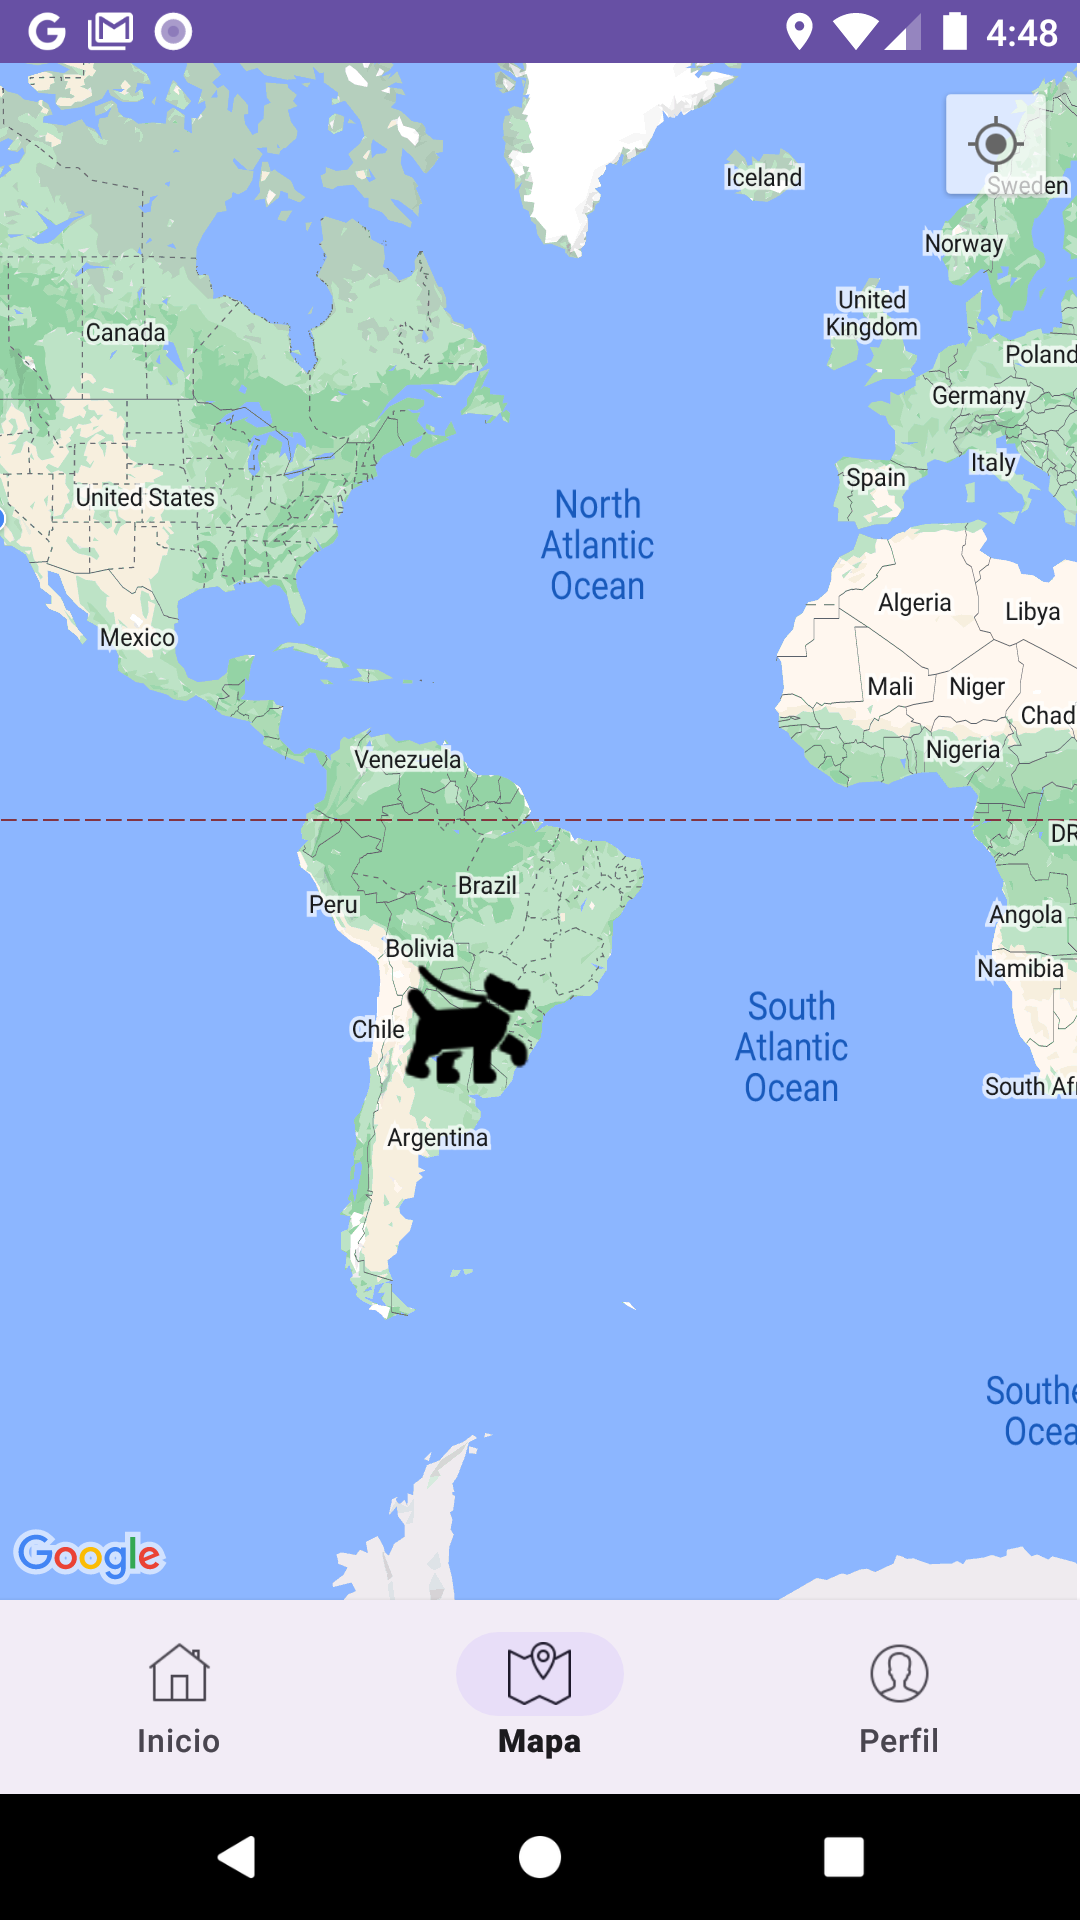 4:48
Iceland
Sweden
Norway
United
Kingdom
Canada
Poland
Germany
Italy
Spain
United States
North
Atlantic
Ocean
Algeria
Libya
Mexico
Mali
Niger
Chad
Nigeria
Venezuela
DR
Brazil
Peru
Angola
Bolivia
Namibia
South
Atlantic
Ocean
Chile
South Af
Argentina
Southe
Ocea
Google
Inicio
Mapa
Perfil